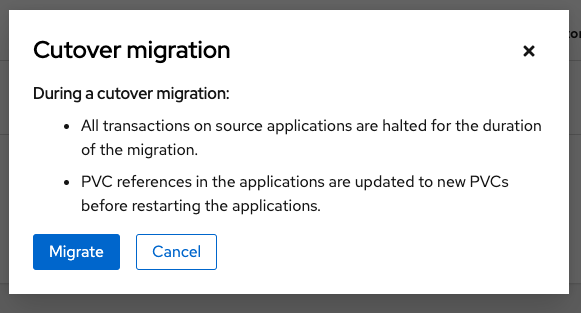 Cutover migration
During a cutover migration:
• All transactions on source applications are halted for the duration
of the migration.
• PVC references in the applications are updated to new PVCs
before restarting the applications.
Migrate Cancel